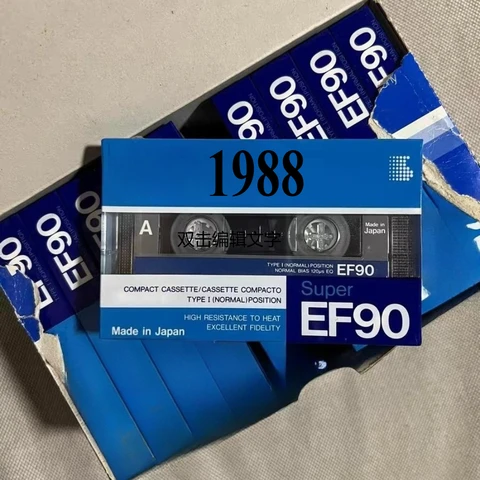 1988
A
Made in
Japan
双击编辑文字
TYPE I (NORMAL) POSITION
NORMAL BIAS 120μs EQ
EF90
COMPACT CASSETTE/CASSETTE COMPACTO
TYPE I (NORMAL) POSITION
HIGH RESISTANCE TO HEAT
EXCELLENT FIDELITY
Made in Japan
Super
EF90
EF90
EF90
EF90
EF90
EF90
EF90